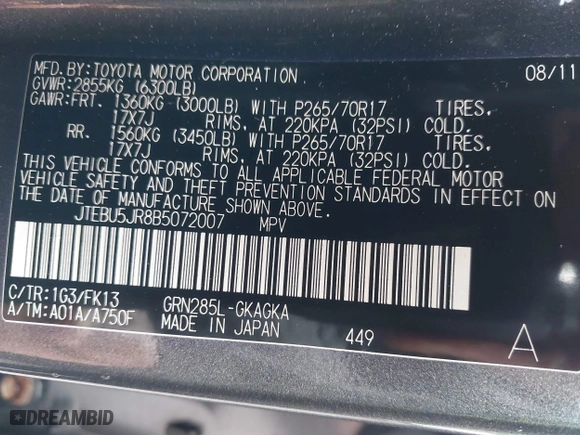 MFD.BY:TOYOTA MOTOR CORPORATION 08/11
GVWR:2855KG (6300LB)
GAWR:FRT. 1360KG (3000LB) WITH P265/70R17 TIRES.
17X7J RIMS, AT 220KPA (32PSI) COLD.
RR. 1560KG (3450LB) WITH P265/70R17 TIRES.
17X7J RIMS, AT 220KPA (32PSI) COLD.
THIS VEHICLE CONFORMS TO ALL APPLICABLE FEDERAL MOTOR
VEHICLE SAFETY AND THEFT PREVENTION STANDARDS IN EFFECT ON
THE DATE OF MANUFACTURE SHOWN ABOVE.
JTEBU5JR8B5072007 MPV
C/TR:1G3/FK13 GRN285L-GKAGKA
A/TM:A01A/A750F MADE IN JAPAN 449 A
DREAMBID